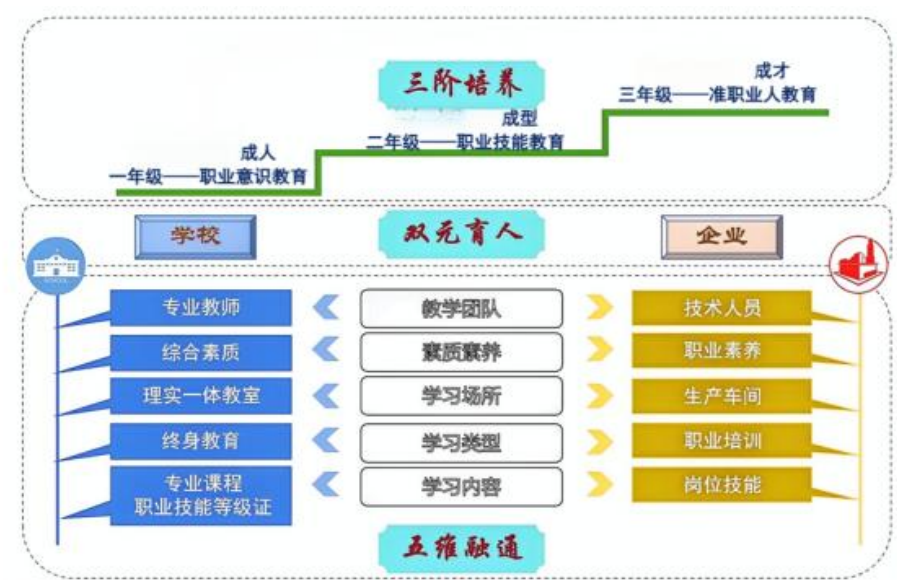 三阶培养
成才
三年级——准职业人教育
成型
二年级——职业技能教育
成人
一年级——职业意识教育
学校
双元育人
企业
专业教师
教学团队
技术人员
综合素质
素质素养
职业素养
理实一体教室
学习场所
生产车间
终身教育
学习类型
职业培训
专业课程
职业技能等级证
学习内容
岗位技能
五维融通